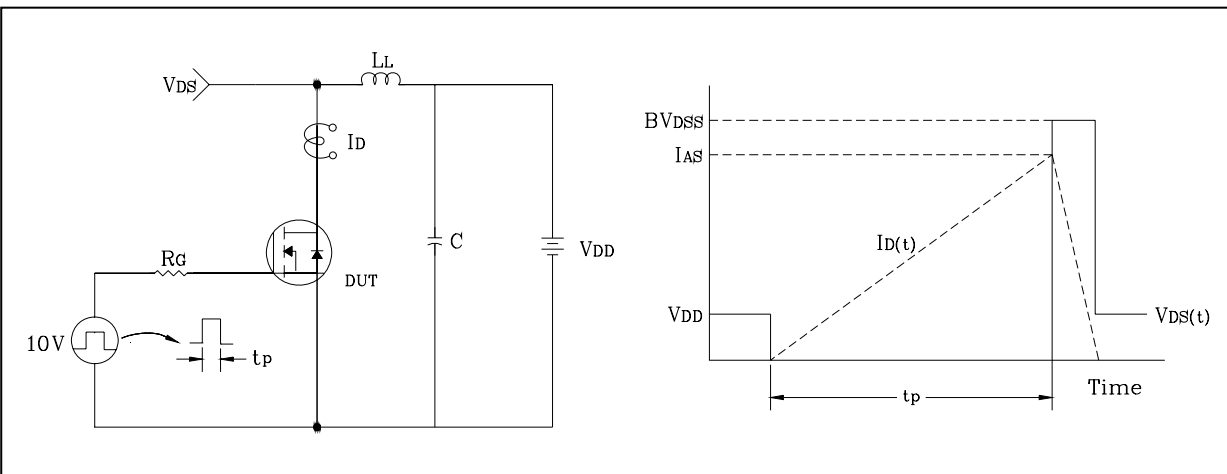 VDS
LL
ID
RG
DUT
C
VDD
10V
tp
BVDSS
IAS
ID(t)
VDD
VDS(t)
Time
tp